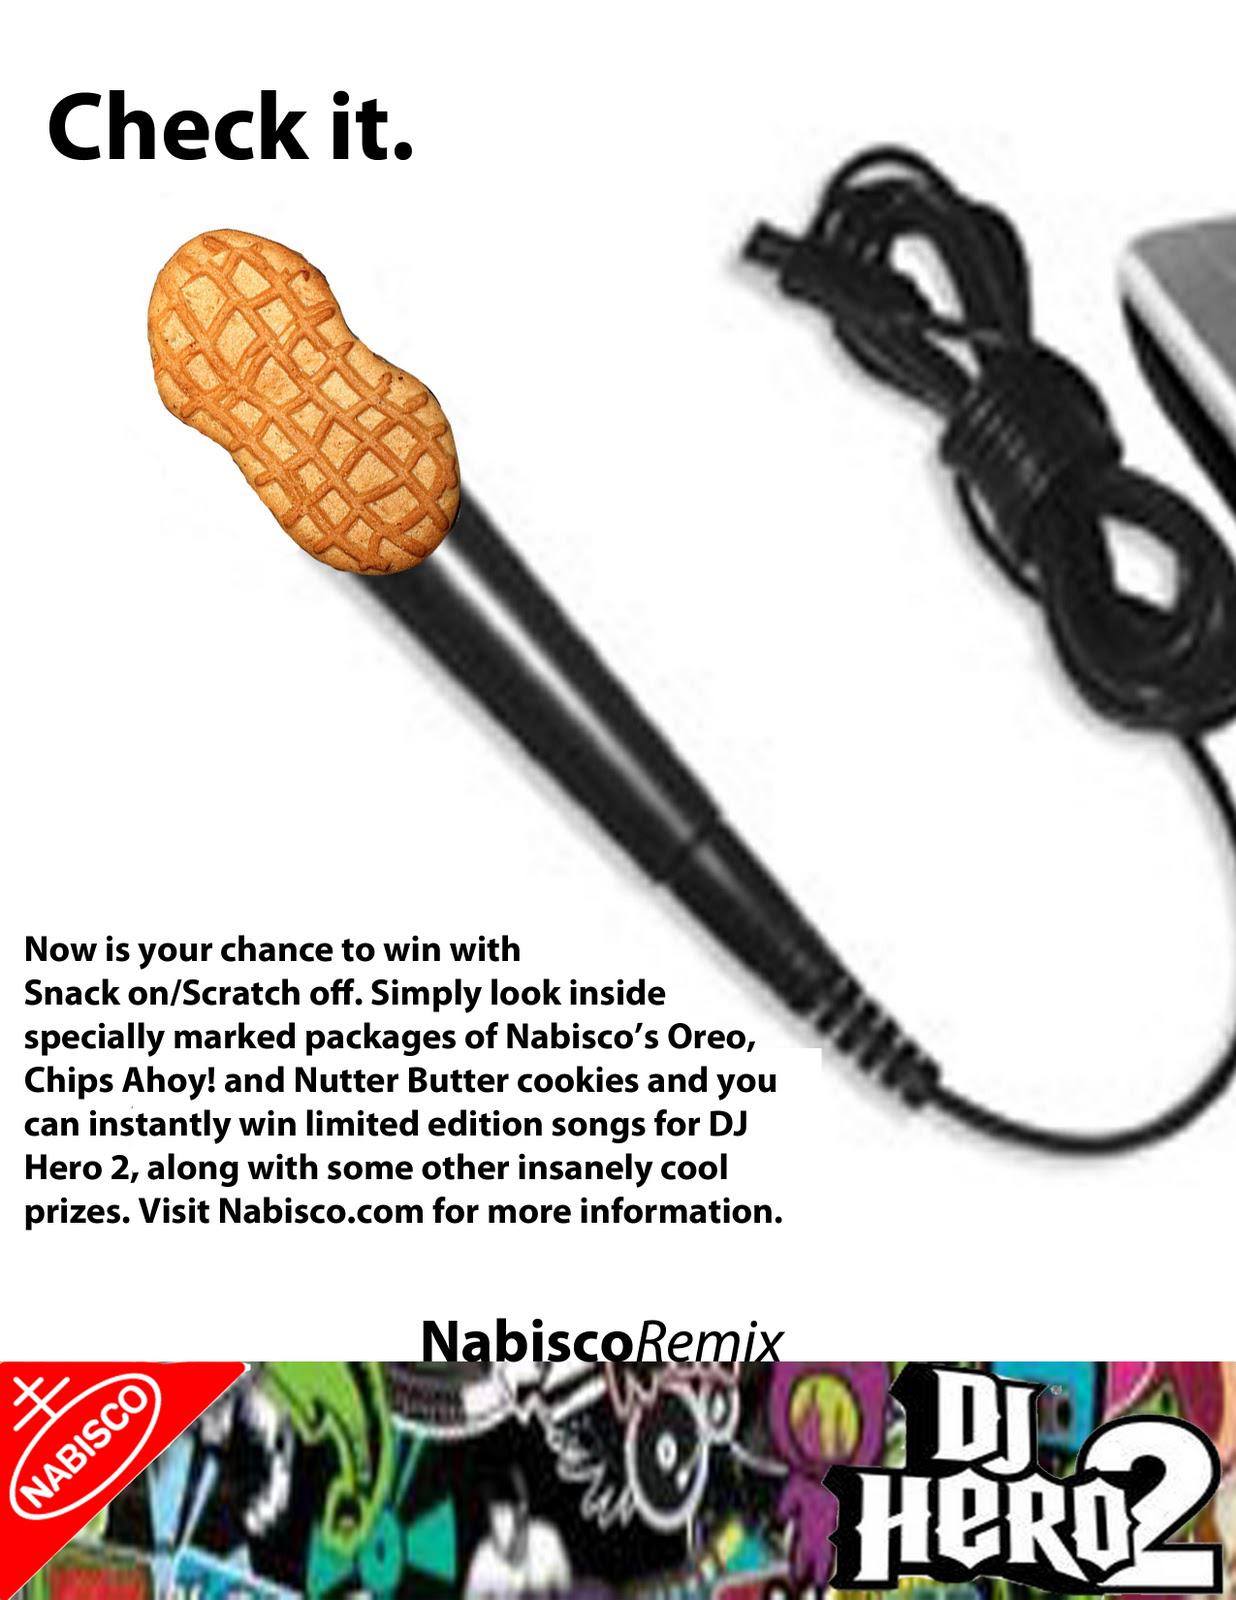 Check it.
Now is your chance to win with
Snack on/Scratch off. Simply look inside
specially marked packages of Nabisco’s Oreo,
Chips Ahoy! and Nutter Butter cookies and you
can instantly win limited edition songs for DJ
Hero 2, along with some other insanely cool
prizes. Visit Nabisco.com for more information.
NabiscoRemix
NABISCO
DJ
HERO 2